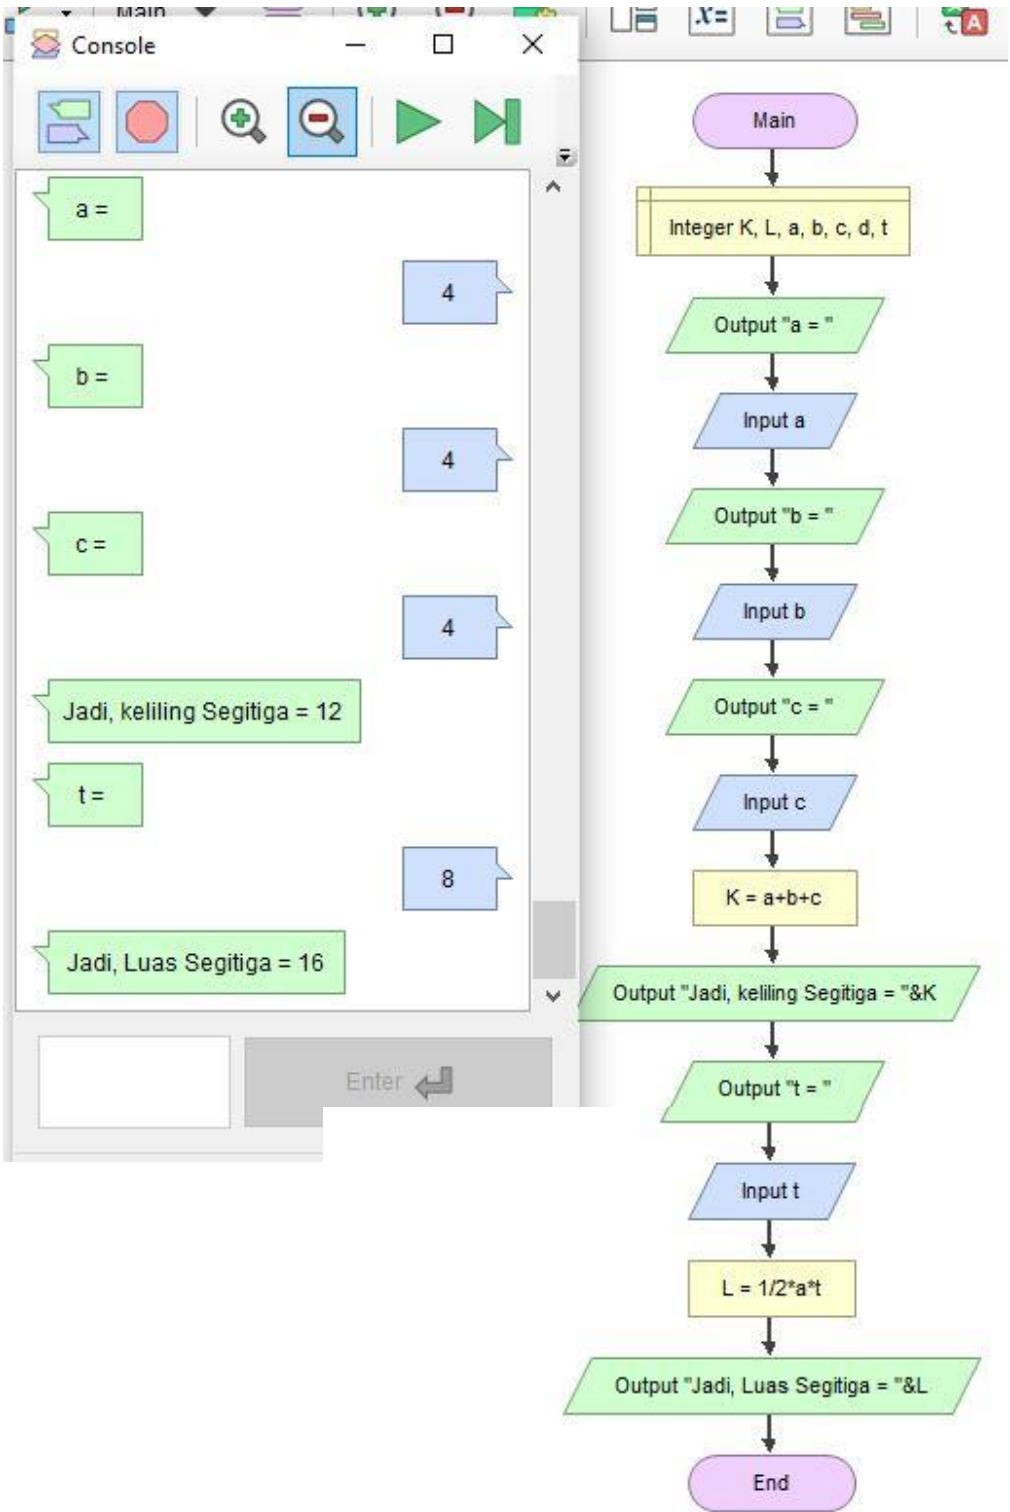 Main
x=
A
Console
a =
4
b =
4
c =
4
Jadi, keliling Segitiga = 12
t =
8
Jadi, Luas Segitiga = 16
Enter
Main
Integer K, L, a, b, c, d, t
Output "a = "
Input a
Output "b = "
Input b
Output "c = "
Input c
K = a+b+c
Output "Jadi, keliling Segitiga = "&K
Output "t = "
Input t
L = 1/2*a*t
Output "Jadi, Luas Segitiga = "&L
End